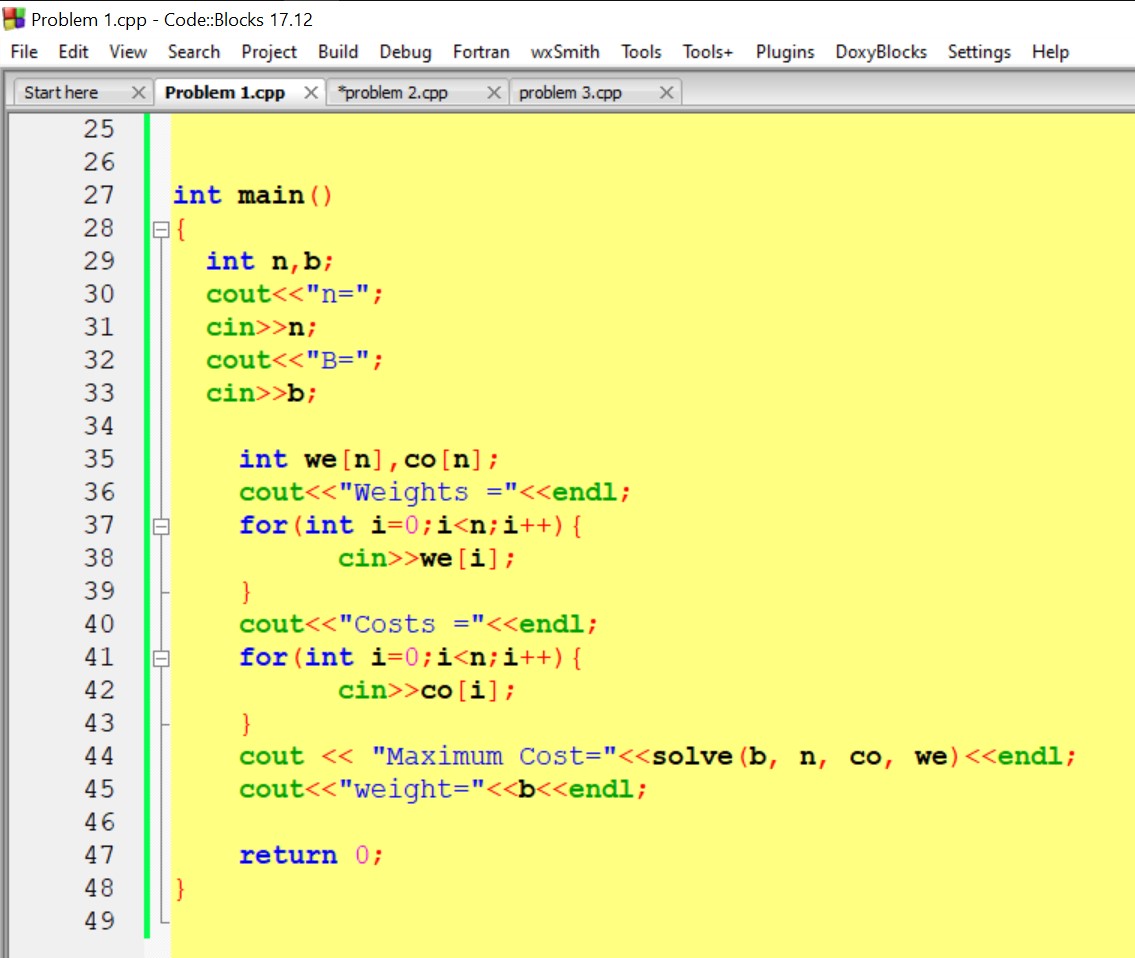 Problem 1.cpp - Code::Blocks 17.12
File Edit View Search Project Build Debug Fortran wxSmith Tools Tools+ Plugins DoxyBlocks Settings Help
Start here Problem 1.cpp *problem 2.cpp problem 3.cpp
25
26
27 int main()
28 {
29 int n,b;
30 cout<<"n=";
31 cin>>n;
32 cout<<"B=";
33 cin>>b;
34
35 int we[n],co[n];
36 cout<<"Weights ="<<endl;
37 for(int i=0;i<n;i++){
38 cin>>we[i];
39 }
40 cout<<"Costs ="<<endl;
41 for(int i=0;i<n;i++){
42 cin>>co[i];
43 }
44 cout << "Maximum Cost="<<solve(b, n, co, we)<<endl;
45 cout<<"weight="<<b<<endl;
46
47 return 0;
48 }
49